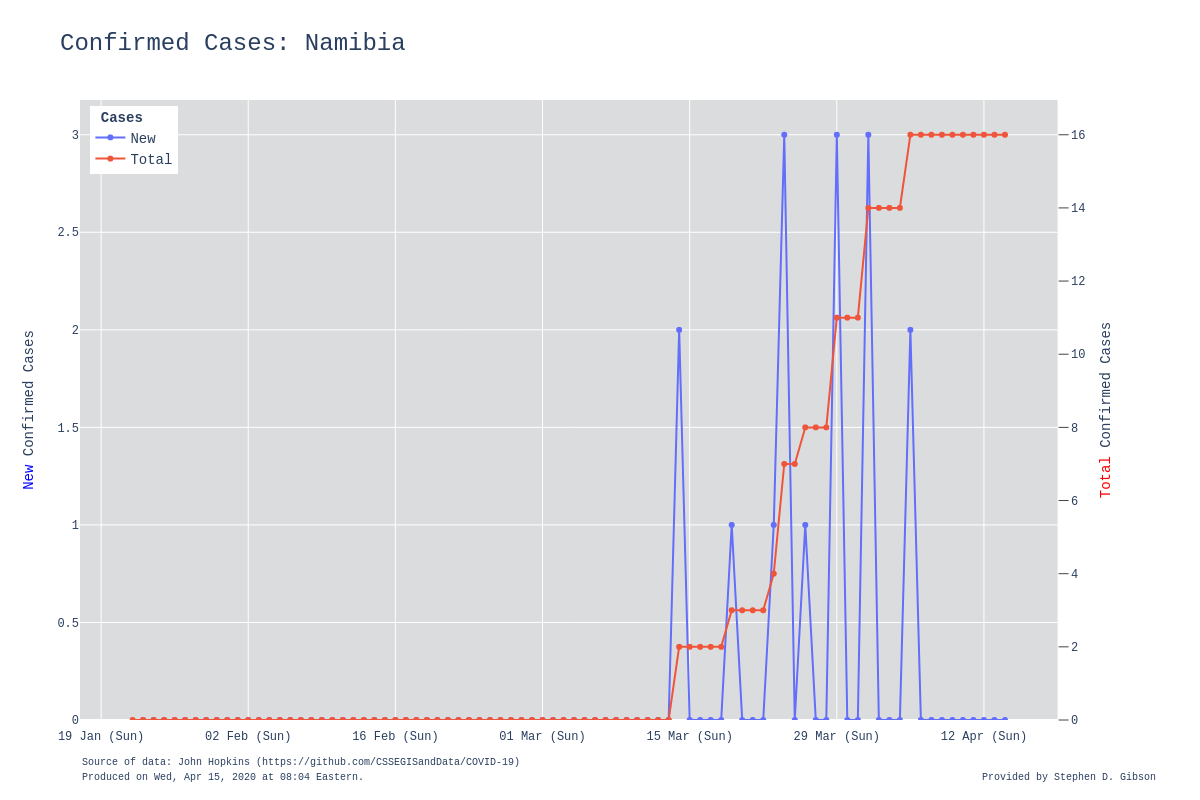 Confirmed Cases: Namibia
Cases
New
Total
3
2.5
2
1.5
1
0.5
0
16
14
12
10
8
6
4
2
0
New Confirmed Cases
Total Confirmed Cases
19 Jan (Sun) 02 Feb (Sun) 16 Feb (Sun) 01 Mar (Sun) 15 Mar (Sun) 29 Mar (Sun) 12 Apr (Sun)
Source of data: John Hopkins (https://github.com/CSSEGISandData/COVID-19)
Produced on Wed, Apr 15, 2020 at 08:04 Eastern.
Provided by Stephen D. Gibson